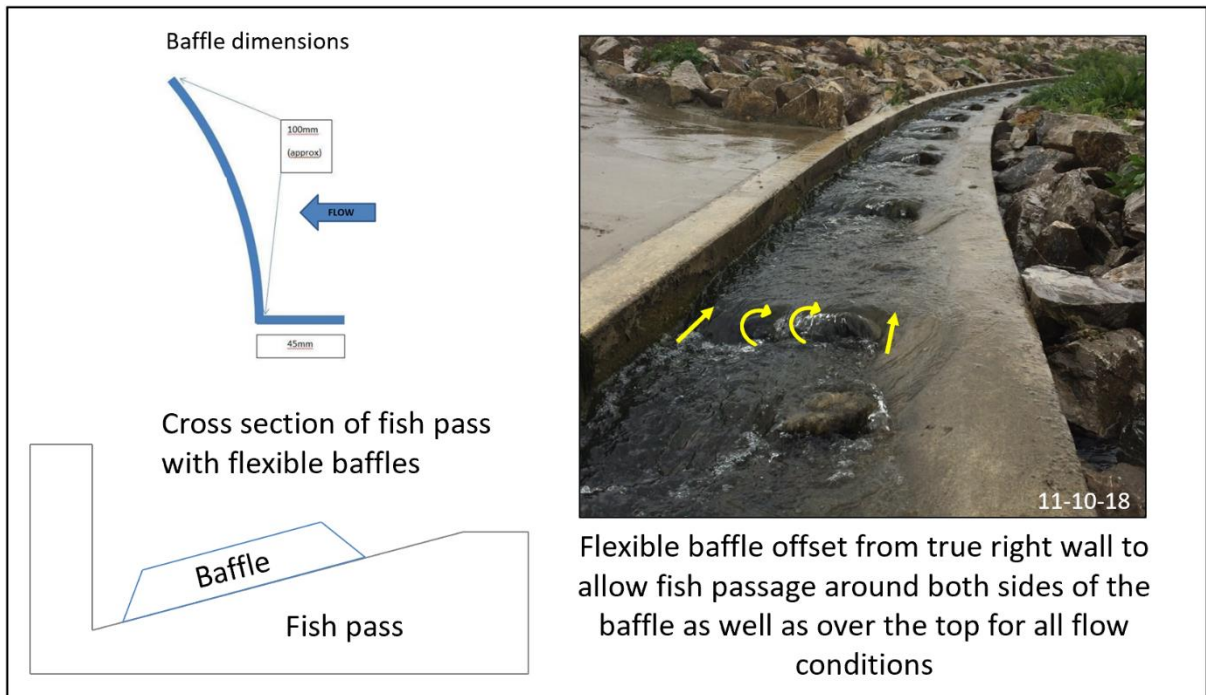 Baffle dimensions
100mm
(approx)
FLOW
45mm
Cross section of fish pass
with flexible baffles
Baffle
Fish pass
11-10-18
Flexible baffle offset from true right wall to
allow fish passage around both sides of the
baffle as well as over the top for all flow
conditions